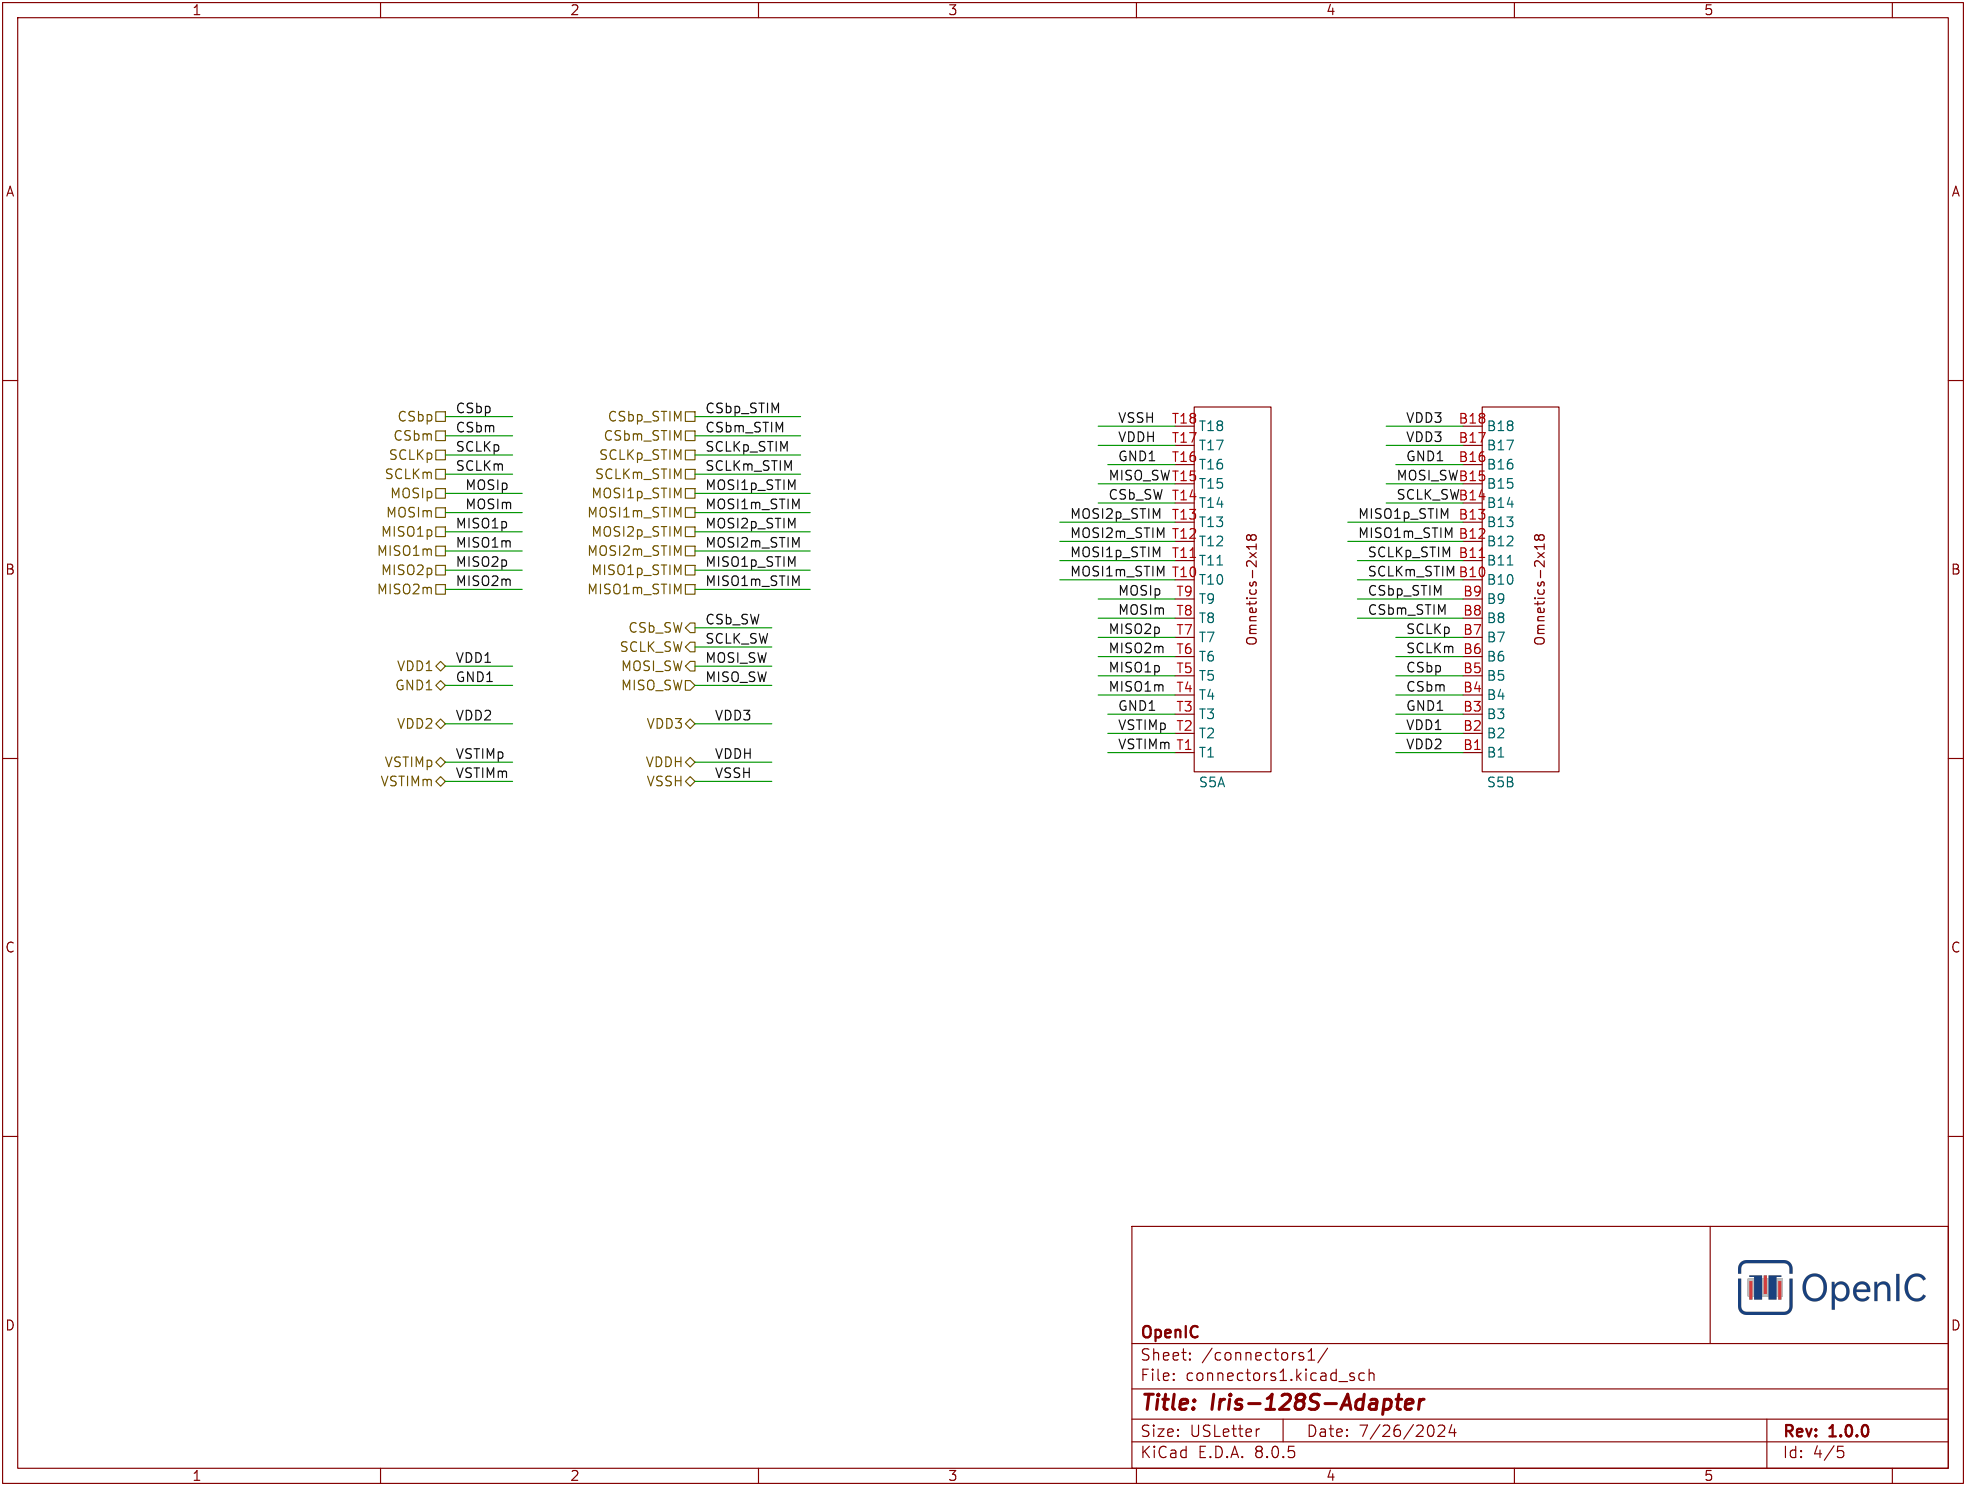 1 2 3 4 5
A A
B B
C C
D D
CSbp CSbp
CSbm CSbm
SCLKp SCLKp
SCLKm SCLKm
MOSIp MOSIp
MOSIm MOSIm
MISO1p MISO1p
MISO1m MISO1m
MISO2p MISO2p
MISO2m MISO2m
VDD1 VDD1
GND1 GND1
VDD2 VDD2
VSTIMp VSTIMp
VSTIMm VSTIMm
CSbp_STIM CSbp_STIM
CSbm_STIM CSbm_STIM
SCLKp_STIM SCLKp_STIM
SCLKm_STIM SCLKm_STIM
MOSI1p_STIM MOSI1p_STIM
MOSI1m_STIM MOSI1m_STIM
MOSI2p_STIM MOSI2p_STIM
MOSI2m_STIM MOSI2m_STIM
MISO1p_STIM MISO1p_STIM
MISO1m_STIM MISO1m_STIM
CSb_SW CSb_SW
SCLK_SW SCLK_SW
MOSI_SW MOSI_SW
MISO_SW MISO_SW
VDD3 VDD3
VDDH VDDH
VSSH VSSH
VSSH T18 T18
VDDH T17 T17
GND1 T16 T16
MISO_SW T15 T15
CSb_SW T14 T14
MOSI2p_STIM T13 T13
MOSI2m_STIM T12 T12
MOSI1p_STIM T11 T11
MOSI1m_STIM T10 T10
MOSIp T9 T9
MOSIm T8 T8
MISO2p T7 T7
MISO2m T6 T6
MISO1p T5 T5
MISO1m T4 T4
GND1 T3 T3
VSTIMp T2 T2
VSTIMm T1 T1
Omnetics-2x18
S5A
VDD3 B18 B18
VDD3 B17 B17
GND1 B16 B16
MOSI_SW B15 B15
SCLK_SW B14 B14
MISO1p_STIM B13 B13
MISO1m_STIM B12 B12
SCLKp_STIM B11 B11
SCLKm_STIM B10 B10
CSbp_STIM B9 B9
CSbm_STIM B8 B8
SCLKp B7 B7
SCLKm B6 B6
CSbp B5 B5
CSbm B4 B4
GND1 B3 B3
VDD1 B2 B2
VDD2 B1 B1
Omnetics-2x18
S5B
OpenIC
OpenIC
Sheet: /connectors1/
File: connectors1.kicad_sch
Title: Iris-128S-Adapter
Size: USLetter Date: 7/26/2024 Rev: 1.0.0
KiCad E.D.A. 8.0.5 Id: 4/5
1 2 3 4 5